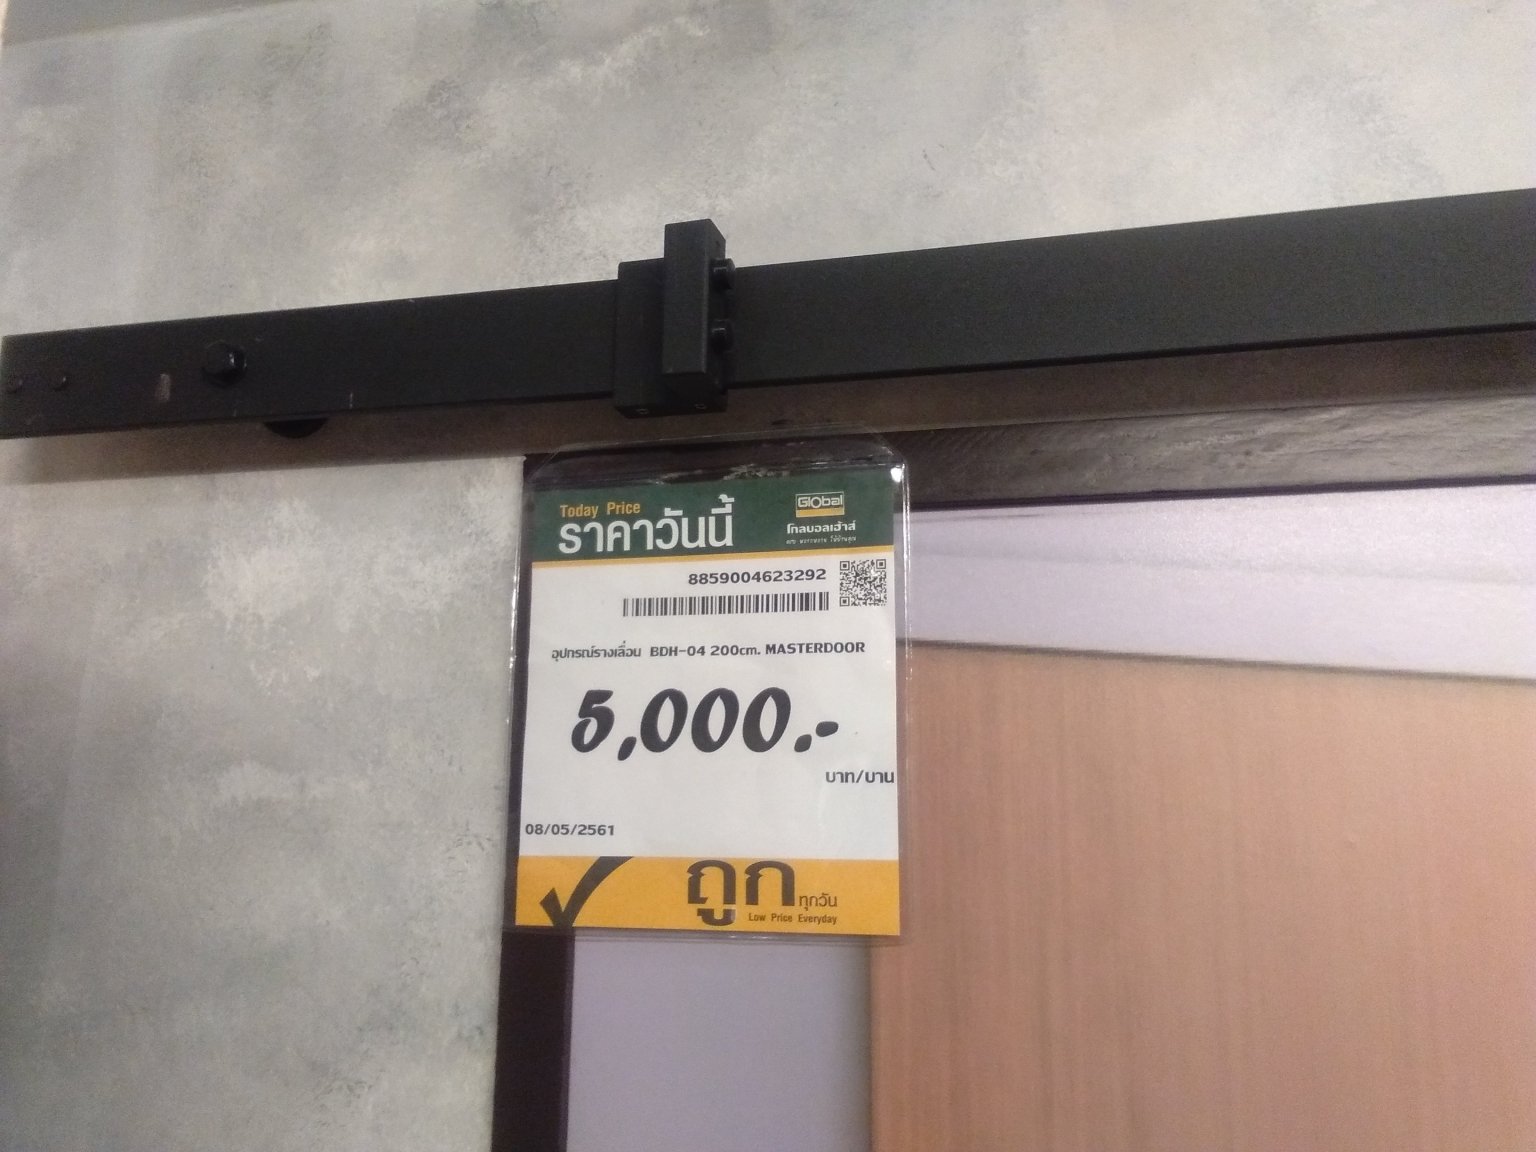 Today Price
ราคาวันนี้
Global
โกลบอลเฮ้าส์
8859004623292
อุปกรณ์รางเลื่อน BDH-04 200cm. MASTERDOOR
5,000.-
บาท/บาน
08/05/2561
ถูก
ทุกวัน
Low Price Everyday